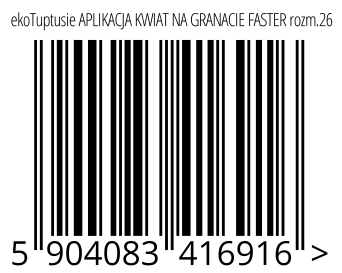 ekoTuptusie APLIKACJA KWIAT NA GRANACIE FASTER rozm.26
5 904083 416916 >